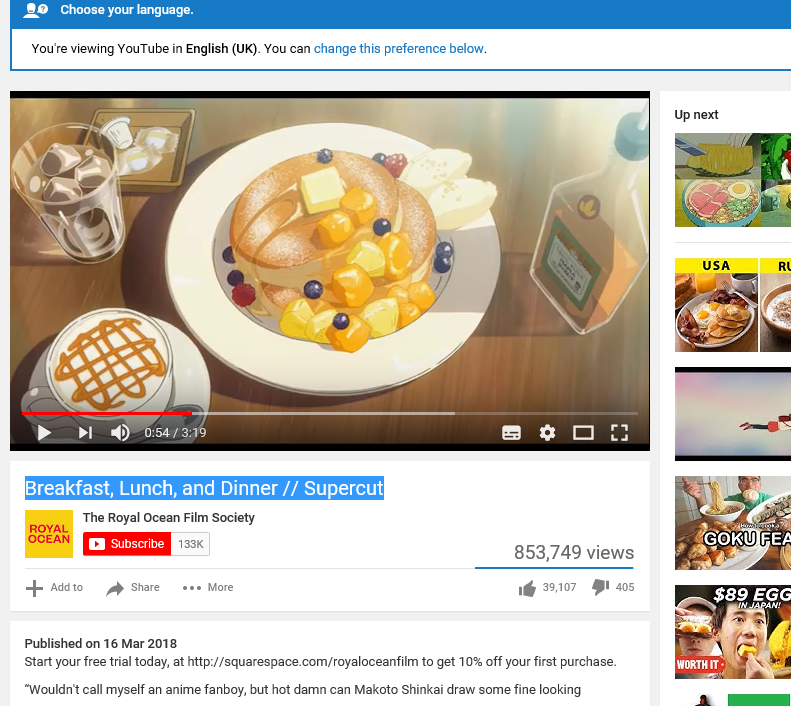 Choose your language.
You're viewing YouTube in English (UK). You can change this preference below.
Up next
USA
RU
0:54 / 3:19
Breakfast, Lunch, and Dinner // Supercut
ROYAL
OCEAN
The Royal Ocean Film Society
Subscribe 133K
853,749 views
Add to Share More 39,107 405
How to cook a
GOKU FEA
$89 EGG
IN JAPAN!
WORTH IT
Published on 16 Mar 2018
Start your free trial today, at http://squarespace.com/royaloceanfilm to get 10% off your first purchase.
“Wouldn't call myself an anime fanboy, but hot damn can Makoto Shinkai draw some fine looking